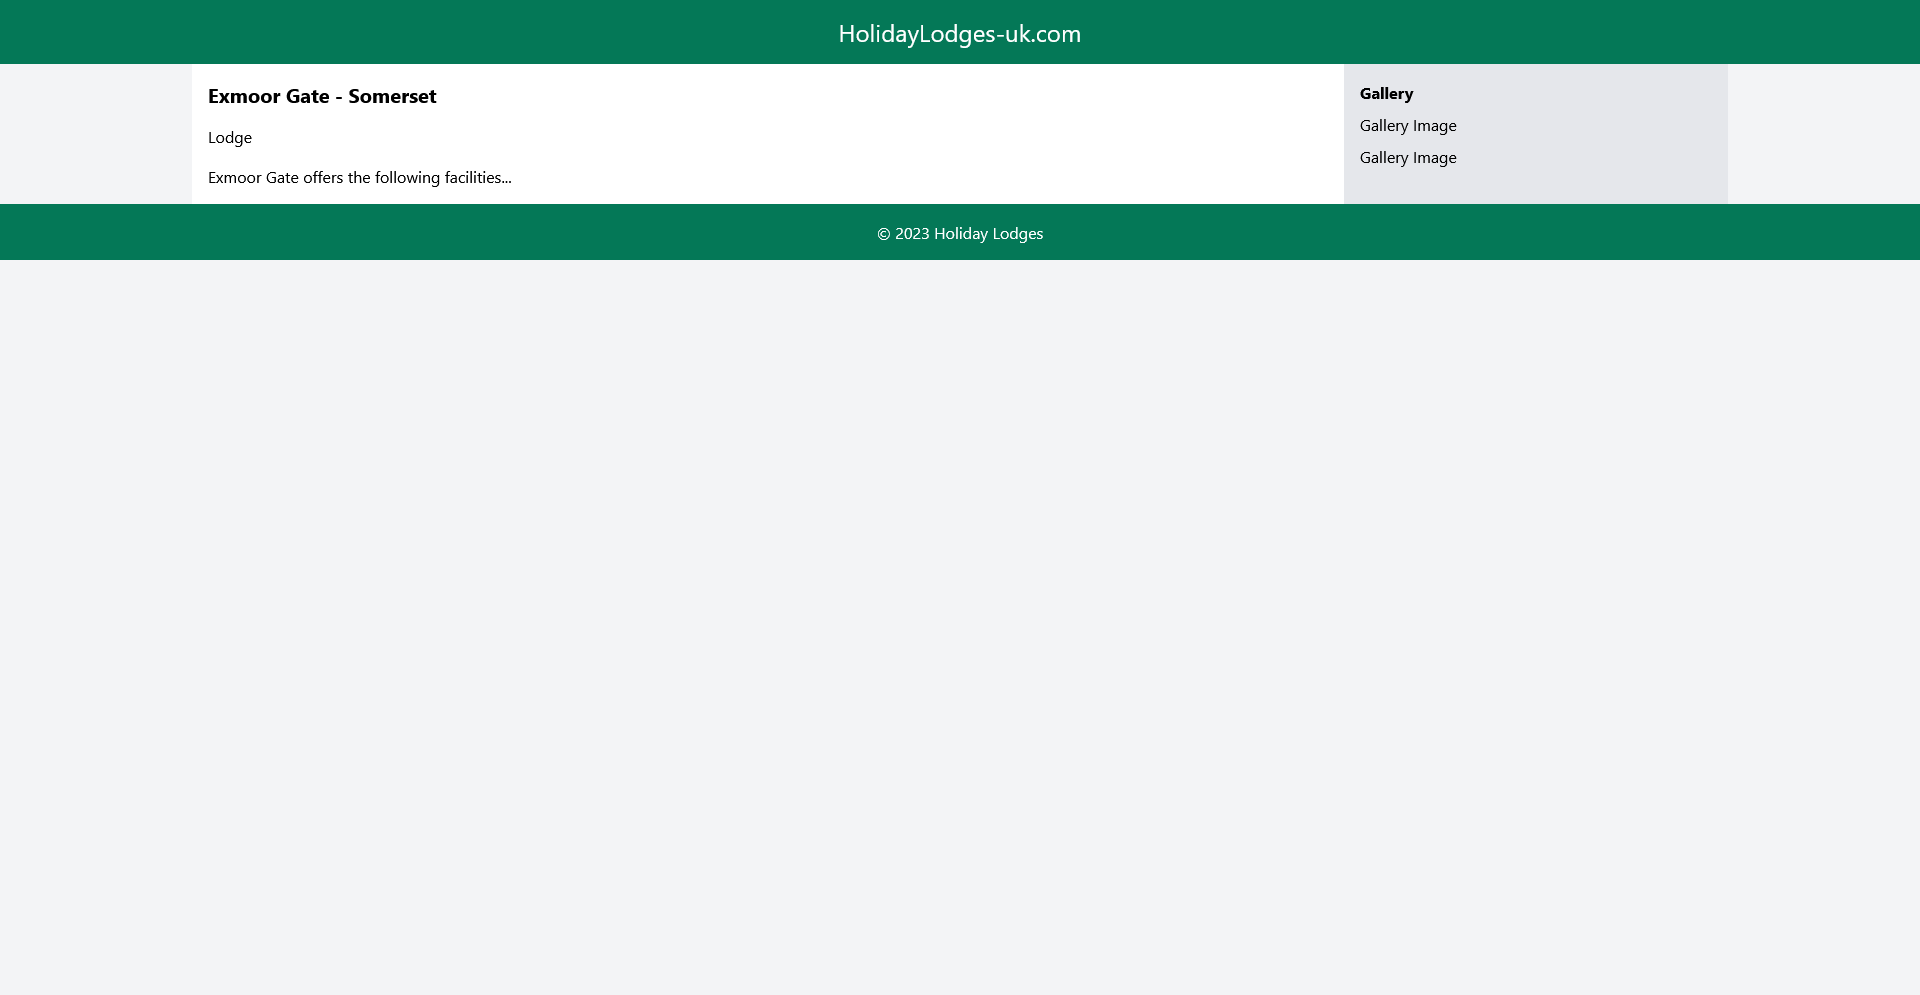 HolidayLodges-uk.com
Exmoor Gate - Somerset
Lodge
Exmoor Gate offers the following facilities...
Gallery
Gallery Image
Gallery Image
© 2023 Holiday Lodges